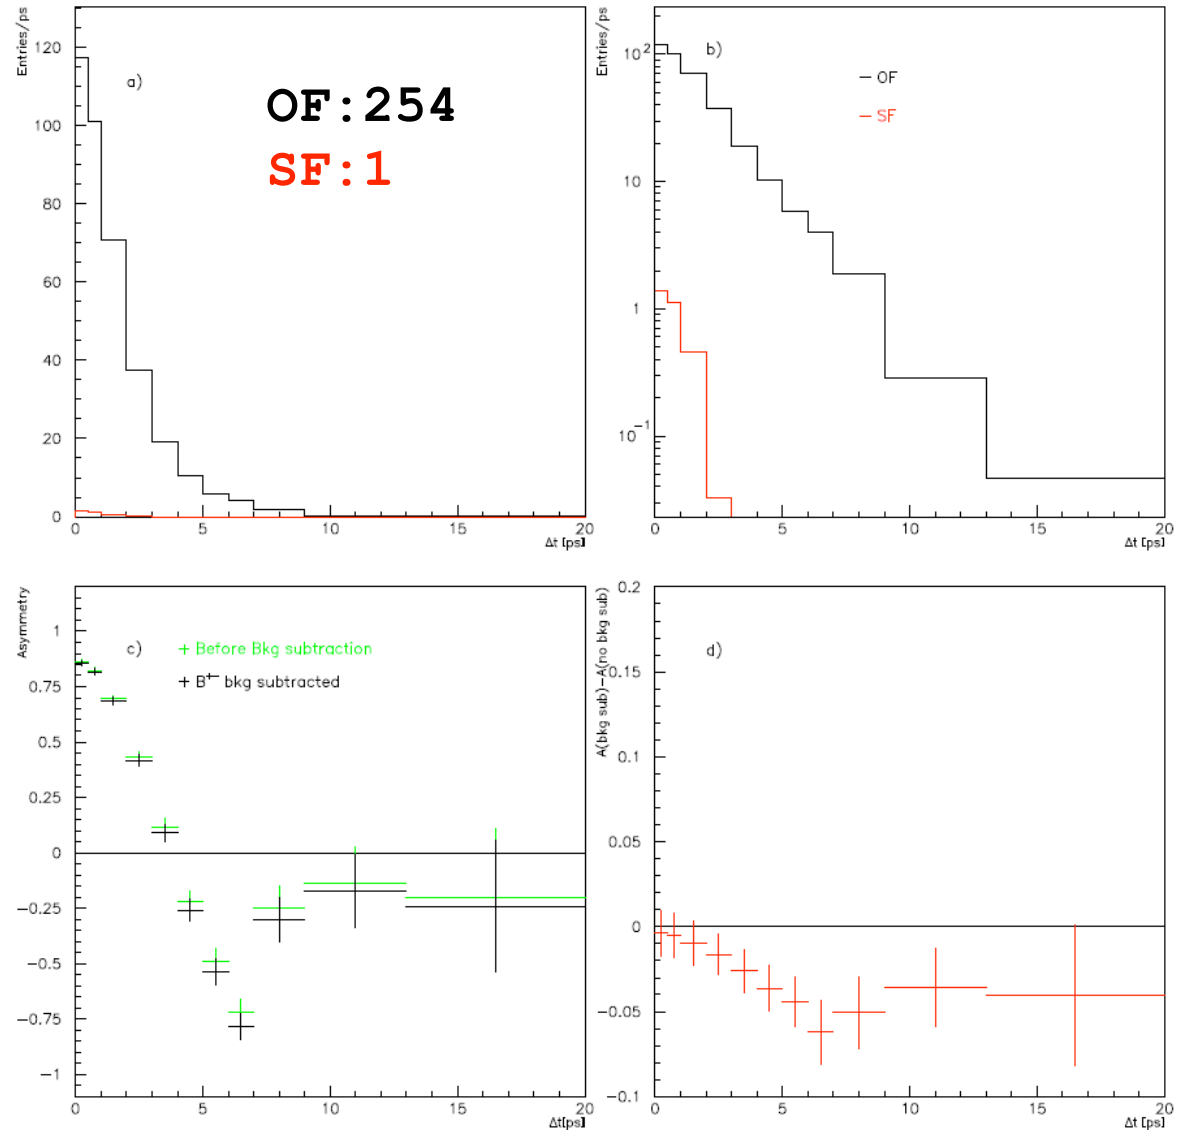 Entries/ps
120
100
80
60
40
20
0
a)
OF:254
SF:1
0 5 10 15 20
Δt [ps]
Entries/ps
10²
10
1
10⁻¹
b)
OF
SF
0 5 10 15 20
Δt [ps]
Asymmetry
1
0.75
0.5
0.25
0
−0.25
−0.5
−0.75
−1
c)
Before Bkg subtraction
B⁺⁻ bkg subtracted
0 5 10 15 20
Δt[ps]
A(bkg sub)−A(no bkg sub)
0.2
0.15
0.1
0.05
0
−0.05
−0.1
d)
0 5 10 15 20
Δt [ps]